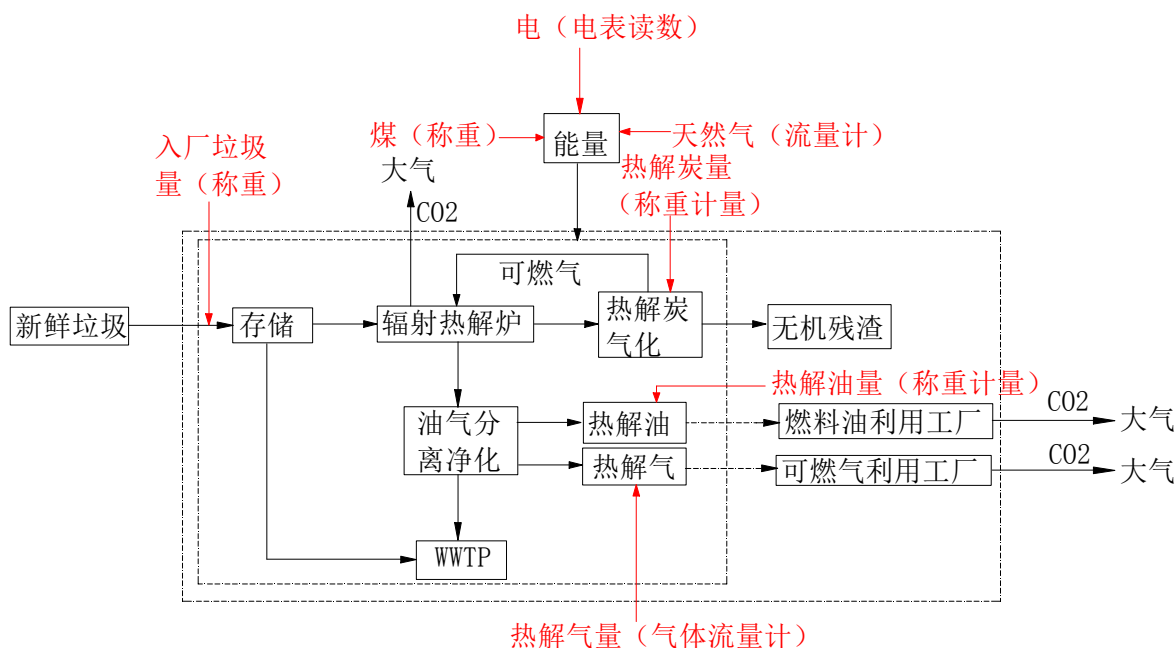 电（电表读数）
煤（称重）
能量
天然气（流量计）
入厂垃圾
量（称重）
大气
热解炭量
（称重计量）
CO2
可燃气
新鲜垃圾
存储
辐射热解炉
热解炭
气化
无机残渣
热解油量（称重计量）
油气分
离净化
热解油
燃料油利用工厂
CO2
大气
热解气
可燃气利用工厂
CO2
大气
WWTP
热解气量（气体流量计）